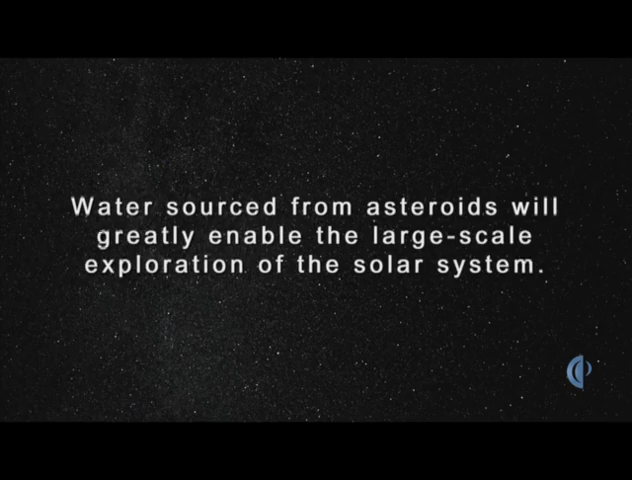 Water sourced from asteroids will
greatly enable the large-scale
exploration of the solar system.